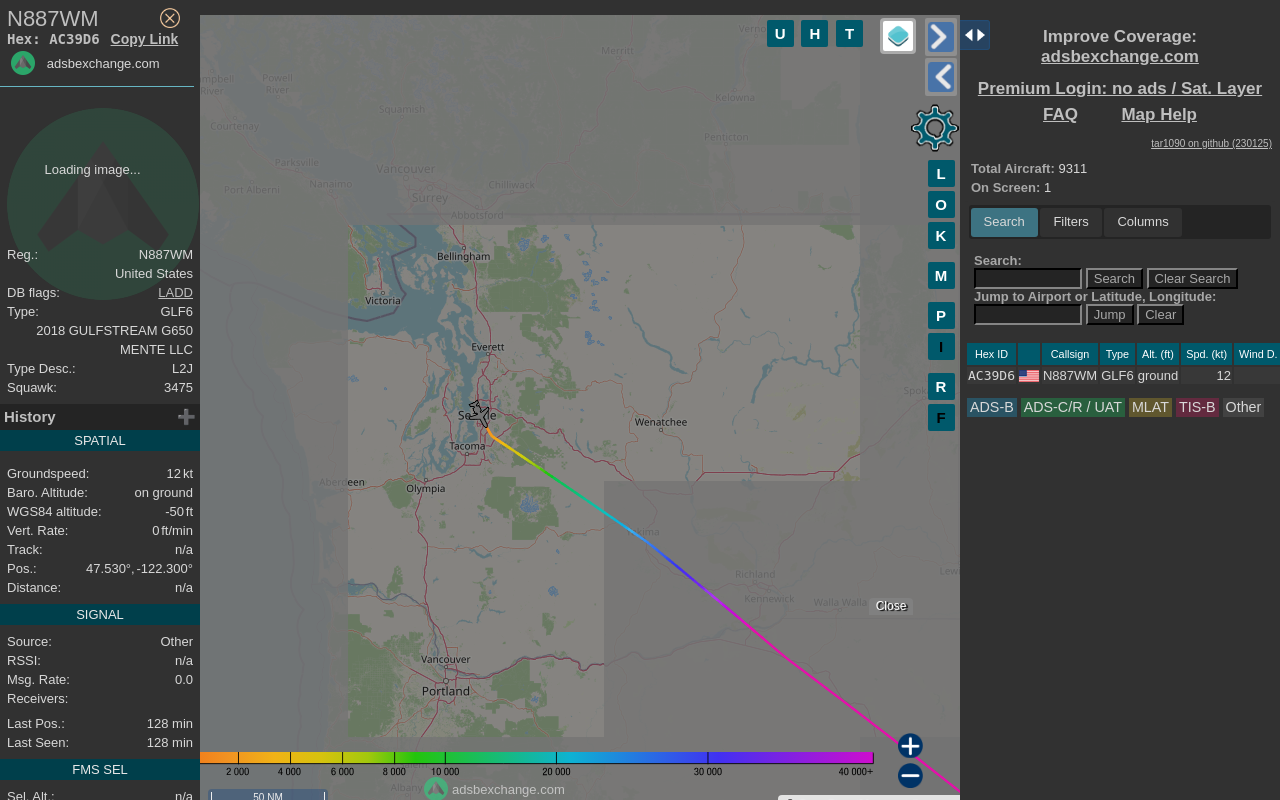 N887WM
Hex: AC39D6 Copy Link
adsbexchange.com
Loading image...
Reg.: N887WM
United States
DB flags: LADD
Type: GLF6
2018 GULFSTREAM G650
MENTE LLC
Type Desc.: L2J
Squawk: 3475
History
SPATIAL
Groundspeed: 12 kt
Baro. Altitude: on ground
WGS84 altitude: -50 ft
Vert. Rate: 0 ft/min
Track: n/a
Pos.: 47.530°, -122.300°
Distance: n/a
SIGNAL
Source: Other
RSSI: n/a
Msg. Rate: 0.0
Receivers:
Last Pos.: 128 min
Last Seen: 128 min
FMS SEL
Sel. Alt.: n/a
U H T
L
O
K
M
P
I
R
F
Merritt
Powell
River
Squamish
Kelowna
Courtenay
Penticton
Parksville
Vancouver
Nanaimo
Port Alberni
Surrey
Chilliwack
Abbotsford
Bellingham
Victoria
Everett
Wenatchee
Tacoma
Aberdeen
Olympia
Richland
Kennewick
Walla Walla
Close
Vancouver
Portland
2 000 4 000 6 000 8 000 10 000 20 000 30 000 40 000+
adsbexchange.com
50 NM
Improve Coverage:
adsbexchange.com
Premium Login: no ads / Sat. Layer
FAQ Map Help
tar1090 on github (230125)
Total Aircraft: 9311
On Screen: 1
Search Filters Columns
Search:
Search Clear Search
Jump to Airport or Latitude, Longitude:
Jump Clear
Hex ID Callsign Type Alt. (ft) Spd. (kt) Wind D.
AC39D6 N887WM GLF6 ground 12
ADS-B ADS-C/R / UAT MLAT TIS-B Other